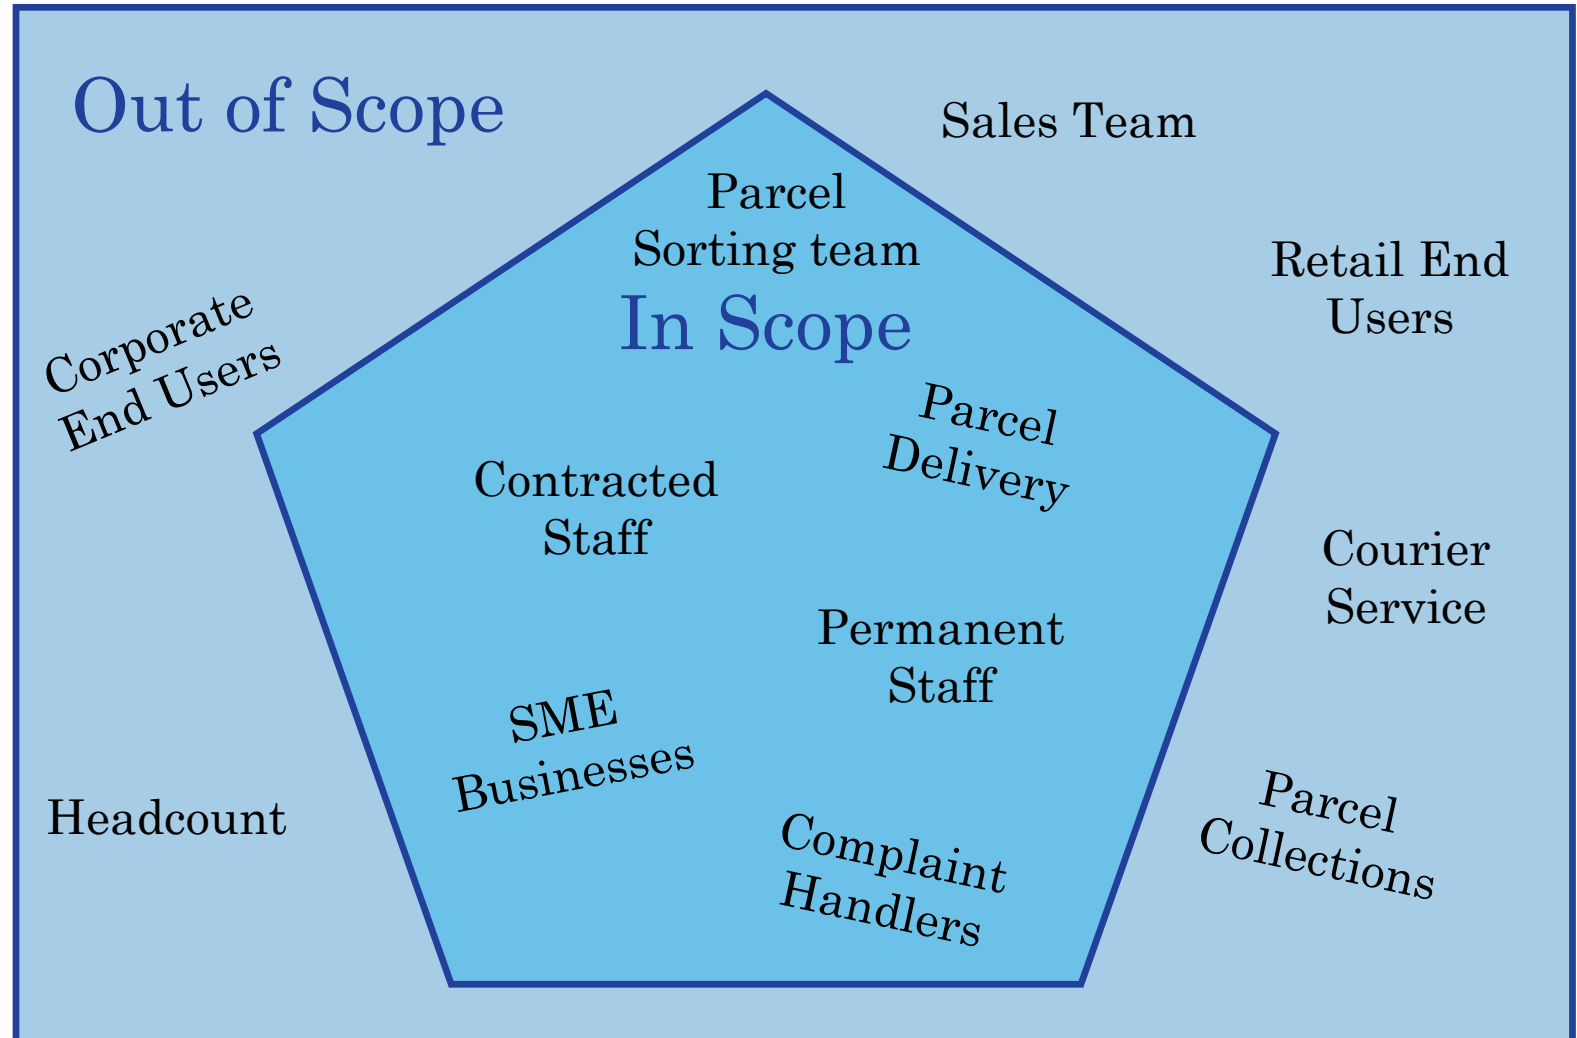 Out of Scope
Sales Team
Parcel
Sorting team
Retail End
Users
In Scope
Corporate
End Users
Parcel
Delivery
Contracted
Staff
Courier
Service
Permanent
Staff
SME
Businesses
Headcount
Parcel
Collections
Complaint
Handlers